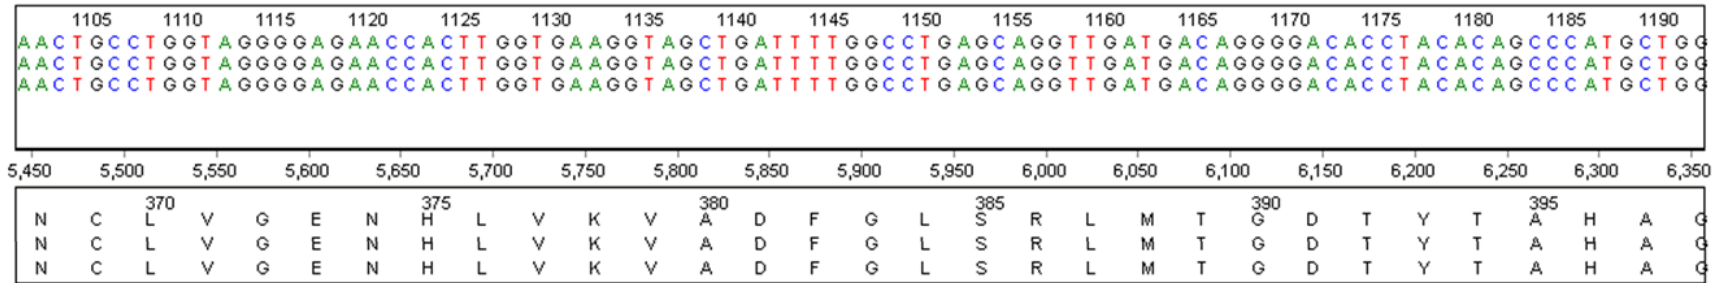 1105 1110 1115 1120 1125 1130 1135 1140 1145 1150 1155 1160 1165 1170 1175 1180 1185 1190
AACTGCCTGGTAGGGGAGAACCACTTGGTGAAGGTAGCTGATTTTGGCCTGAGCAGGTTGATGACAGGGGACACCTACACAGCCCATGCTGG
AACTGCCTGGTAGGGGAGAACCACTTGGTGAAGGTAGCTGATTTTGGCCTGAGCAGGTTGATGACAGGGGACACCTACACAGCCCATGCTGG
AACTGCCTGGTAGGGGAGAACCACTTGGTGAAGGTAGCTGATTTTGGCCTGAGCAGGTTGATGACAGGGGACACCTACACAGCCCATGCTGG
5,450 5,500 5,550 5,600 5,650 5,700 5,750 5,800 5,850 5,900 5,950 6,000 6,050 6,100 6,150 6,200 6,250 6,300 6,350
370 375 380 385 390 395
N C L V G E N H L V K V A D F G L S R L M T G D T Y T A H A G
N C L V G E N H L V K V A D F G L S R L M T G D T Y T A H A G
N C L V G E N H L V K V A D F G L S R L M T G D T Y T A H A G